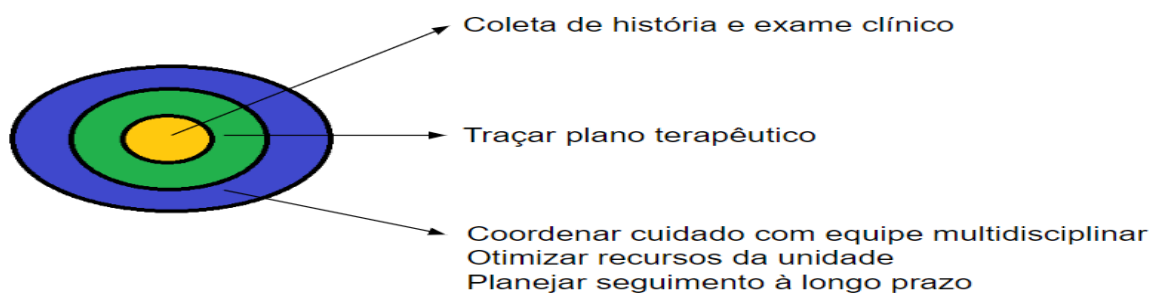 Coleta de história e exame clínico
Traçar plano terapêutico
Coordenar cuidado com equipe multidisciplinar
Otimizar recursos da unidade
Planejar seguimento à longo prazo